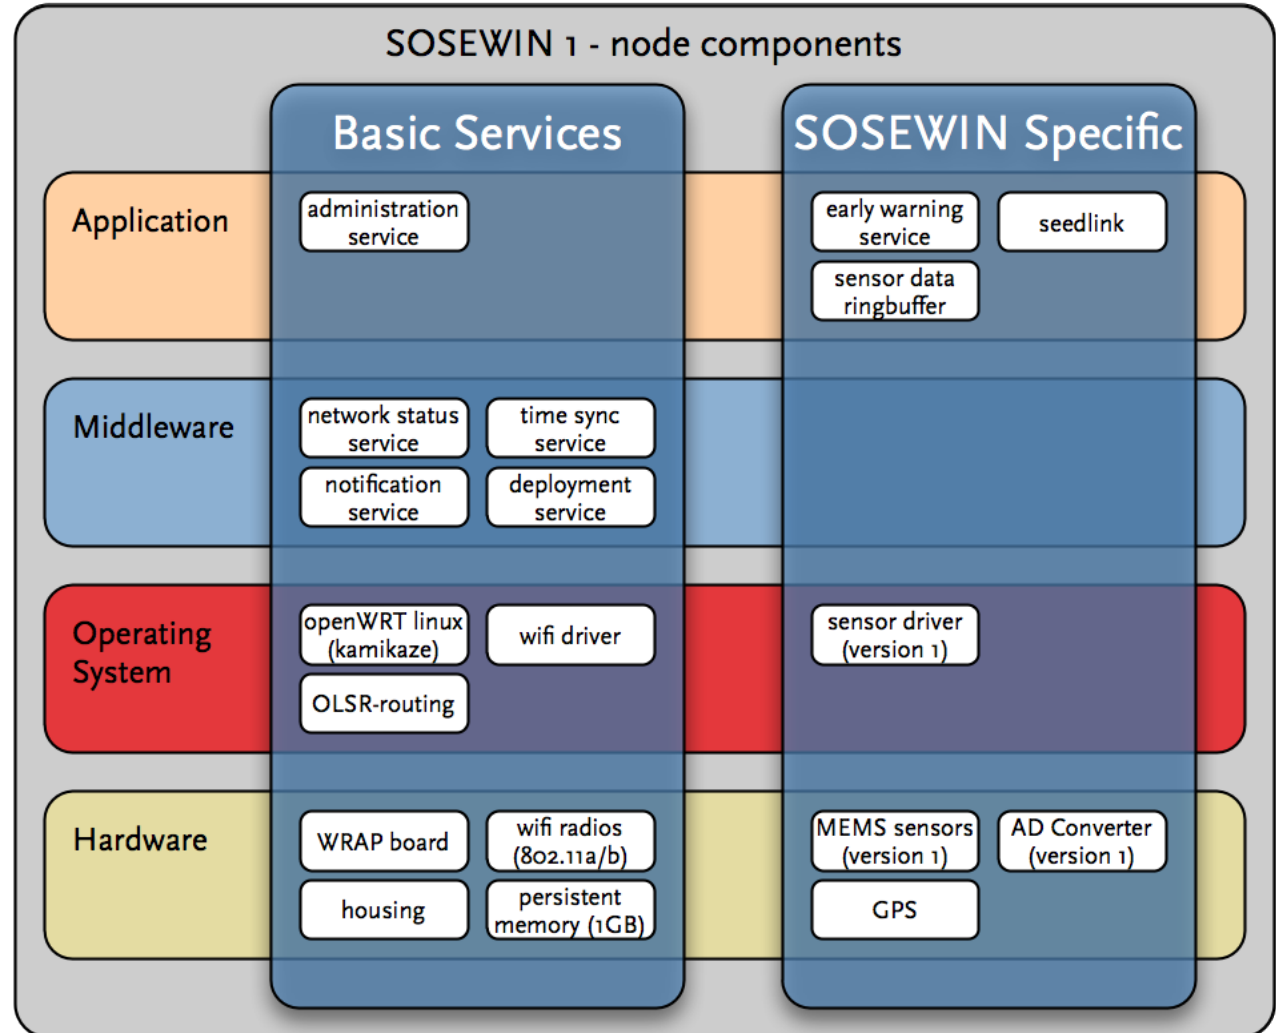 SOSEWIN 1 - node components
Basic Services
SOSEWIN Specific
Application
administration
service
early warning
service
seedlink
sensor data
ringbuffer
Middleware
network status
service
time sync
service
notification
service
deployment
service
Operating
System
openWRT linux
(kamikaze)
wifi driver
OLSR-routing
sensor driver
(version 1)
Hardware
WRAP board
wifi radios
(802.11a/b)
housing
persistent
memory (1GB)
MEMS sensors
(version 1)
AD Converter
(version 1)
GPS